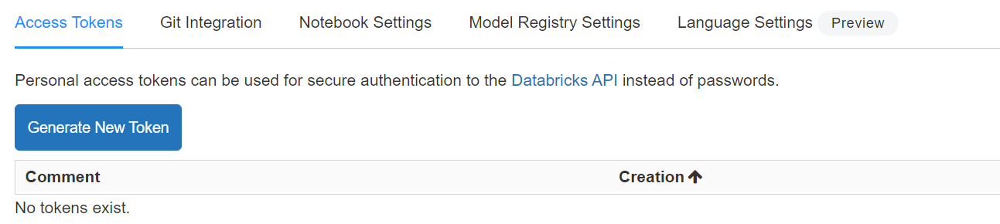 Access Tokens Git Integration Notebook Settings Model Registry Settings Language Settings Preview
Personal access tokens can be used for secure authentication to the Databricks API instead of passwords.
Generate New Token
Comment Creation
No tokens exist.